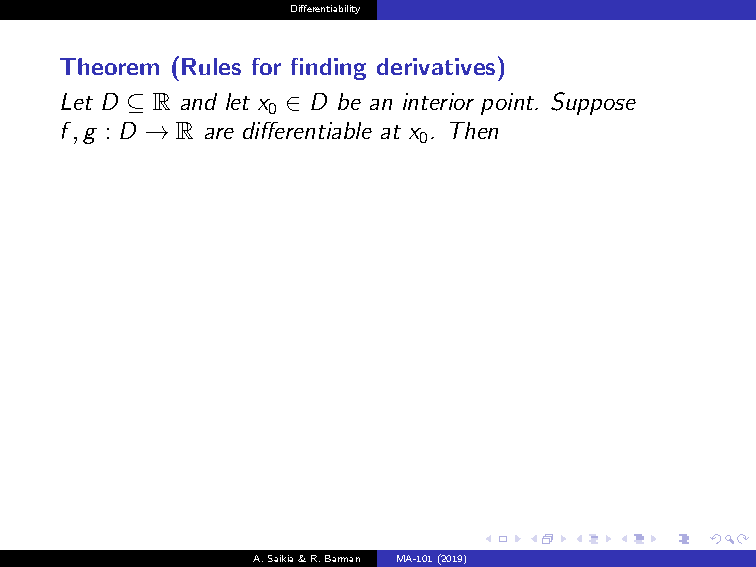 Differentiability
Theorem (Rules for finding derivatives)
Let D ⊆ ℝ and let x₀ ∈ D be an interior point. Suppose
f, g : D → ℝ are differentiable at x₀. Then
A. Saikia & R. Barman MA-101 (2019)